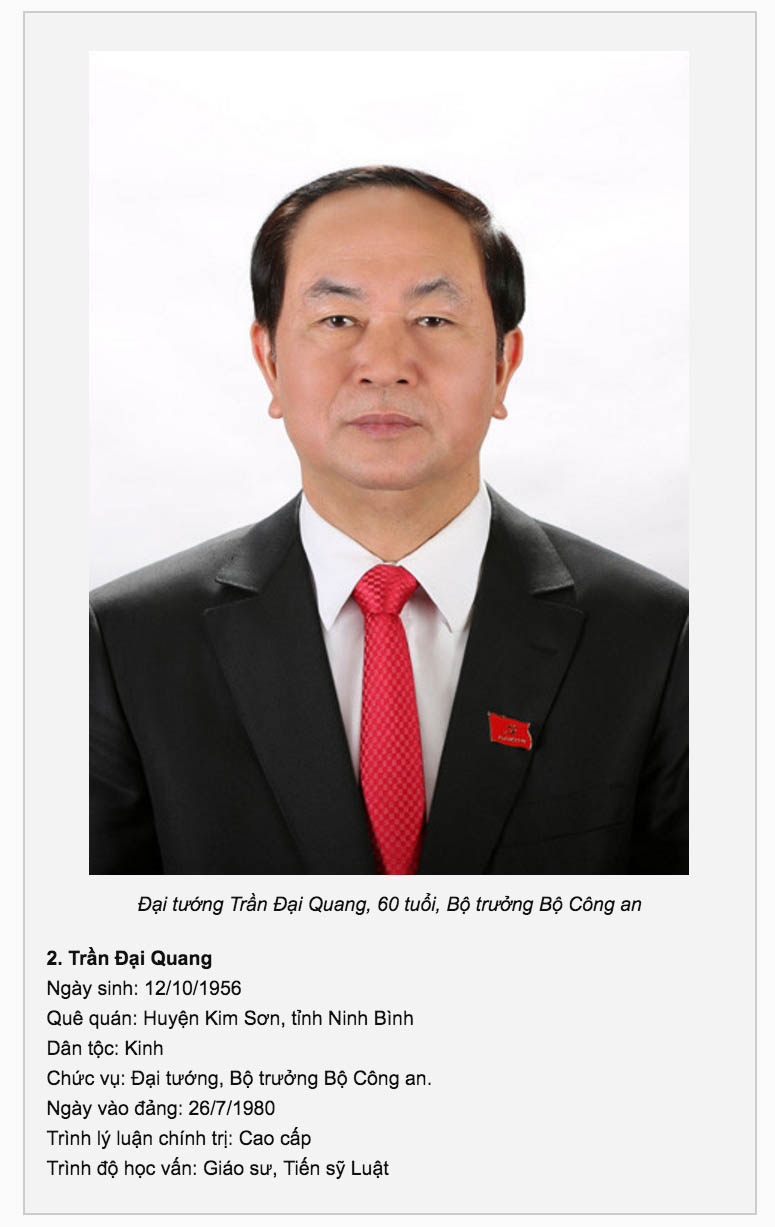 Đại tướng Trần Đại Quang, 60 tuổi, Bộ trưởng Bộ Công an
2. Trần Đại Quang
Ngày sinh: 12/10/1956
Quê quán: Huyện Kim Sơn, tỉnh Ninh Bình
Dân tộc: Kinh
Chức vụ: Đại tướng, Bộ trưởng Bộ Công an.
Ngày vào đảng: 26/7/1980
Trình lý luận chính trị: Cao cấp
Trình độ học vấn: Giáo sư, Tiến sỹ Luật